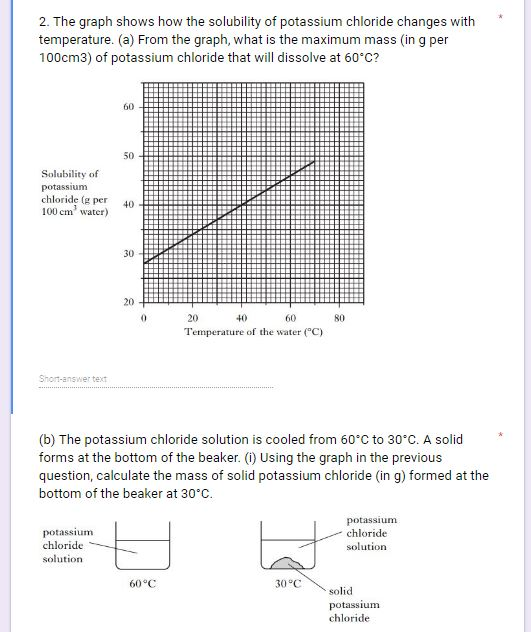 2. The graph shows how the solubility of potassium chloride changes with *
temperature. (a) From the graph, what is the maximum mass (in g per
100cm3) of potassium chloride that will dissolve at 60°C?
60
50
Solubility of
potassium
chloride (g per
100 cm³ water)
40
30
20
0 20 40 60 80
Temperature of the water (°C)
Short-answer text
(b) The potassium chloride solution is cooled from 60°C to 30°C. A solid *
forms at the bottom of the beaker. (i) Using the graph in the previous
question, calculate the mass of solid potassium chloride (in g) formed at the
bottom of the beaker at 30°C.
potassium
chloride
solution
60°C
potassium
chloride
solution
30°C
solid
potassium
chloride